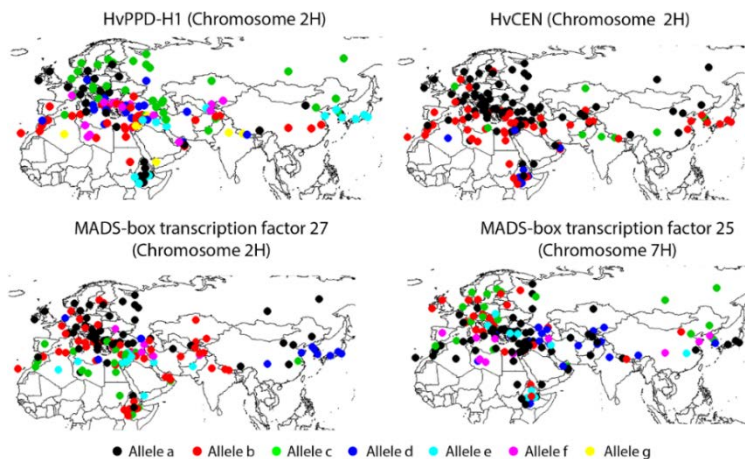 HvPPD-H1 (Chromosome 2H)
HvCEN (Chromosome 2H)
MADS-box transcription factor 27
(Chromosome 2H)
MADS-box transcription factor 25
(Chromosome 7H)
Allele a Allele b Allele c Allele d Allele e Allele f Allele g